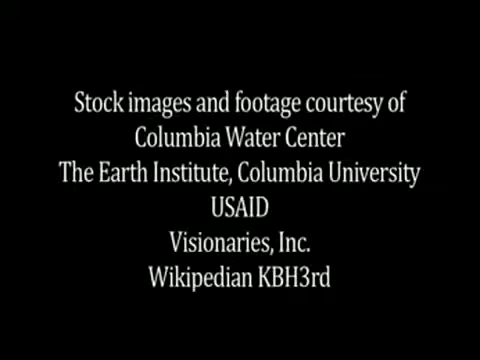 Stock images and footage courtesy of
Columbia Water Center
The Earth Institute, Columbia University
USAID
Visionaries, Inc.
Wikipedian KBH3rd